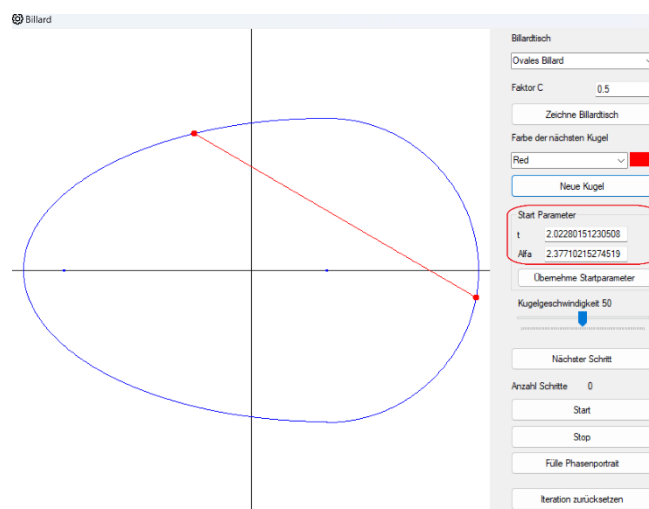 Billard
Billardtisch
Ovales Billard
Faktor C 0.5
Zeichne Billardtisch
Farbe der nächsten Kugel
Red
Neue Kugel
Start Parameter
t 2.02280151230508
Alfa 2.37710215274519
Übernehme Startparameter
Kugelgeschwindigkeit 50
Nächster Schritt
Anzahl Schritte 0
Start
Stop
Fülle Phasenportrait
Iteration zurücksetzen